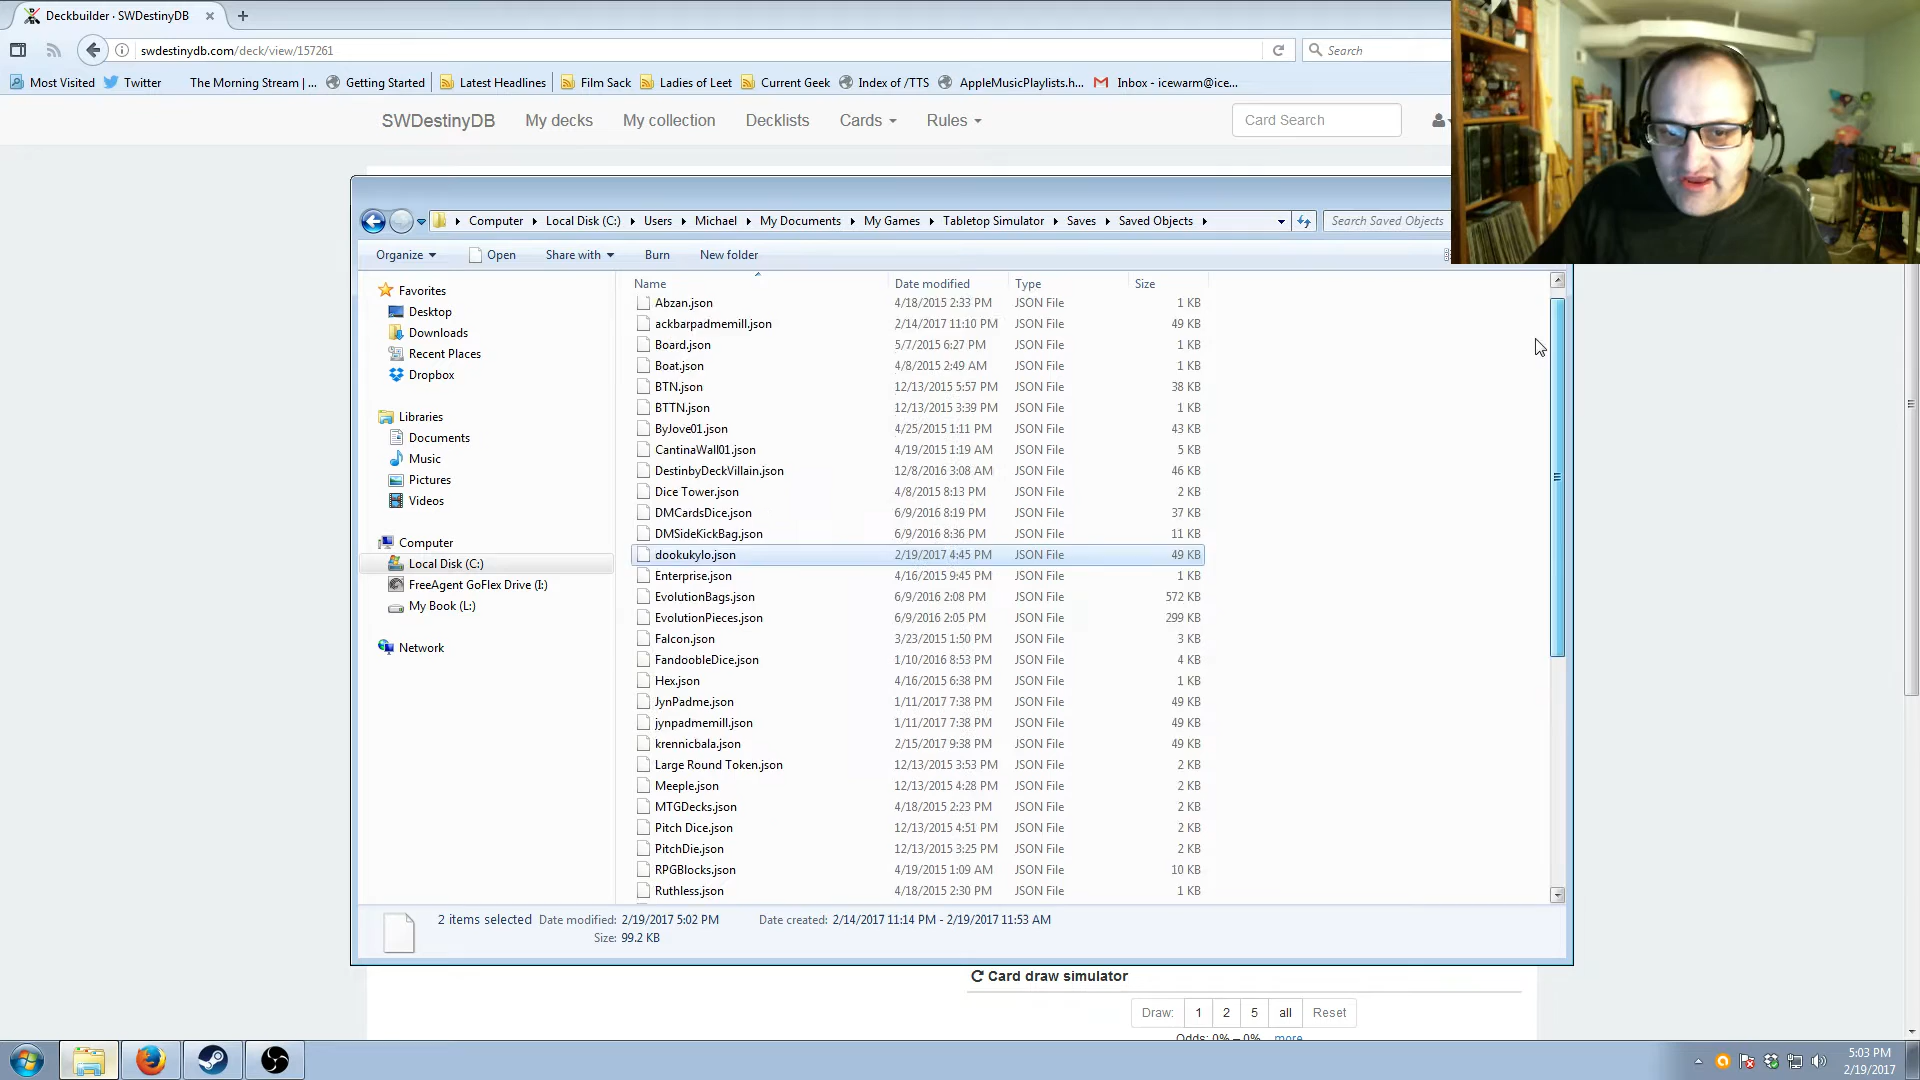 Deckbuilder · SWDestinyDB
swdestinydb.com/deck/view/157261
Search
Most Visited Twitter The Morning Stream | ... Getting Started Latest Headlines Film Sack Ladies of Leet Current Geek Index of /TTS AppleMusicPlaylists.h... Inbox - icewarm@ice...
SWDestinyDB My decks My collection Decklists Cards Rules Card Search
Computer Local Disk (C:) Users Michael My Documents My Games Tabletop Simulator Saves Saved Objects Search Saved Objects
Organize Open Share with Burn New folder
Name Date modified Type Size
Favorites
Desktop
Downloads
Recent Places
Dropbox
Libraries
Documents
Music
Pictures
Videos
Computer
Local Disk (C:)
FreeAgent GoFlex Drive (I:)
My Book (L:)
Network
Abzan.json 4/18/2015 2:33 PM JSON File 1 KB
ackbarpadmemill.json 2/14/2017 11:10 PM JSON File 49 KB
Board.json 5/7/2015 6:27 PM JSON File 1 KB
Boat.json 4/8/2015 2:49 AM JSON File 1 KB
BTN.json 12/13/2015 5:57 PM JSON File 38 KB
BTTN.json 12/13/2015 3:39 PM JSON File 1 KB
ByJove01.json 4/25/2015 1:11 PM JSON File 43 KB
CantinaWall01.json 4/19/2015 1:19 AM JSON File 5 KB
DestinbyDeckVillain.json 12/8/2016 3:08 AM JSON File 46 KB
Dice Tower.json 4/8/2015 8:13 PM JSON File 2 KB
DMCardsDice.json 6/9/2016 8:19 PM JSON File 37 KB
DMSideKickBag.json 6/9/2016 8:36 PM JSON File 11 KB
dookukylo.json 2/19/2017 4:45 PM JSON File 49 KB
Enterprise.json 4/16/2015 9:45 PM JSON File 1 KB
EvolutionBags.json 6/9/2016 2:08 PM JSON File 572 KB
EvolutionPieces.json 6/9/2016 2:05 PM JSON File 299 KB
Falcon.json 3/23/2015 1:50 PM JSON File 3 KB
FandoobleDice.json 1/10/2016 8:53 PM JSON File 4 KB
Hex.json 4/16/2015 6:38 PM JSON File 1 KB
JynPadme.json 1/11/2017 7:38 PM JSON File 49 KB
jynpadmemill.json 1/11/2017 7:38 PM JSON File 49 KB
krennicbala.json 2/15/2017 9:38 PM JSON File 49 KB
Large Round Token.json 12/13/2015 3:53 PM JSON File 2 KB
Meeple.json 12/13/2015 4:28 PM JSON File 2 KB
MTGDecks.json 4/18/2015 2:23 PM JSON File 2 KB
Pitch Dice.json 12/13/2015 4:51 PM JSON File 2 KB
PitchDie.json 12/13/2015 3:25 PM JSON File 2 KB
RPGBlocks.json 4/19/2015 1:09 AM JSON File 10 KB
Ruthless.json 4/18/2015 2:30 PM JSON File 1 KB
2 items selected Date modified: 2/19/2017 5:02 PM Date created: 2/14/2017 11:14 PM - 2/19/2017 11:53 AM
Size: 99.2 KB
Card draw simulator
Draw: 1 2 5 all Reset
Odds: 0% – 0% more
5:03 PM
2/19/2017